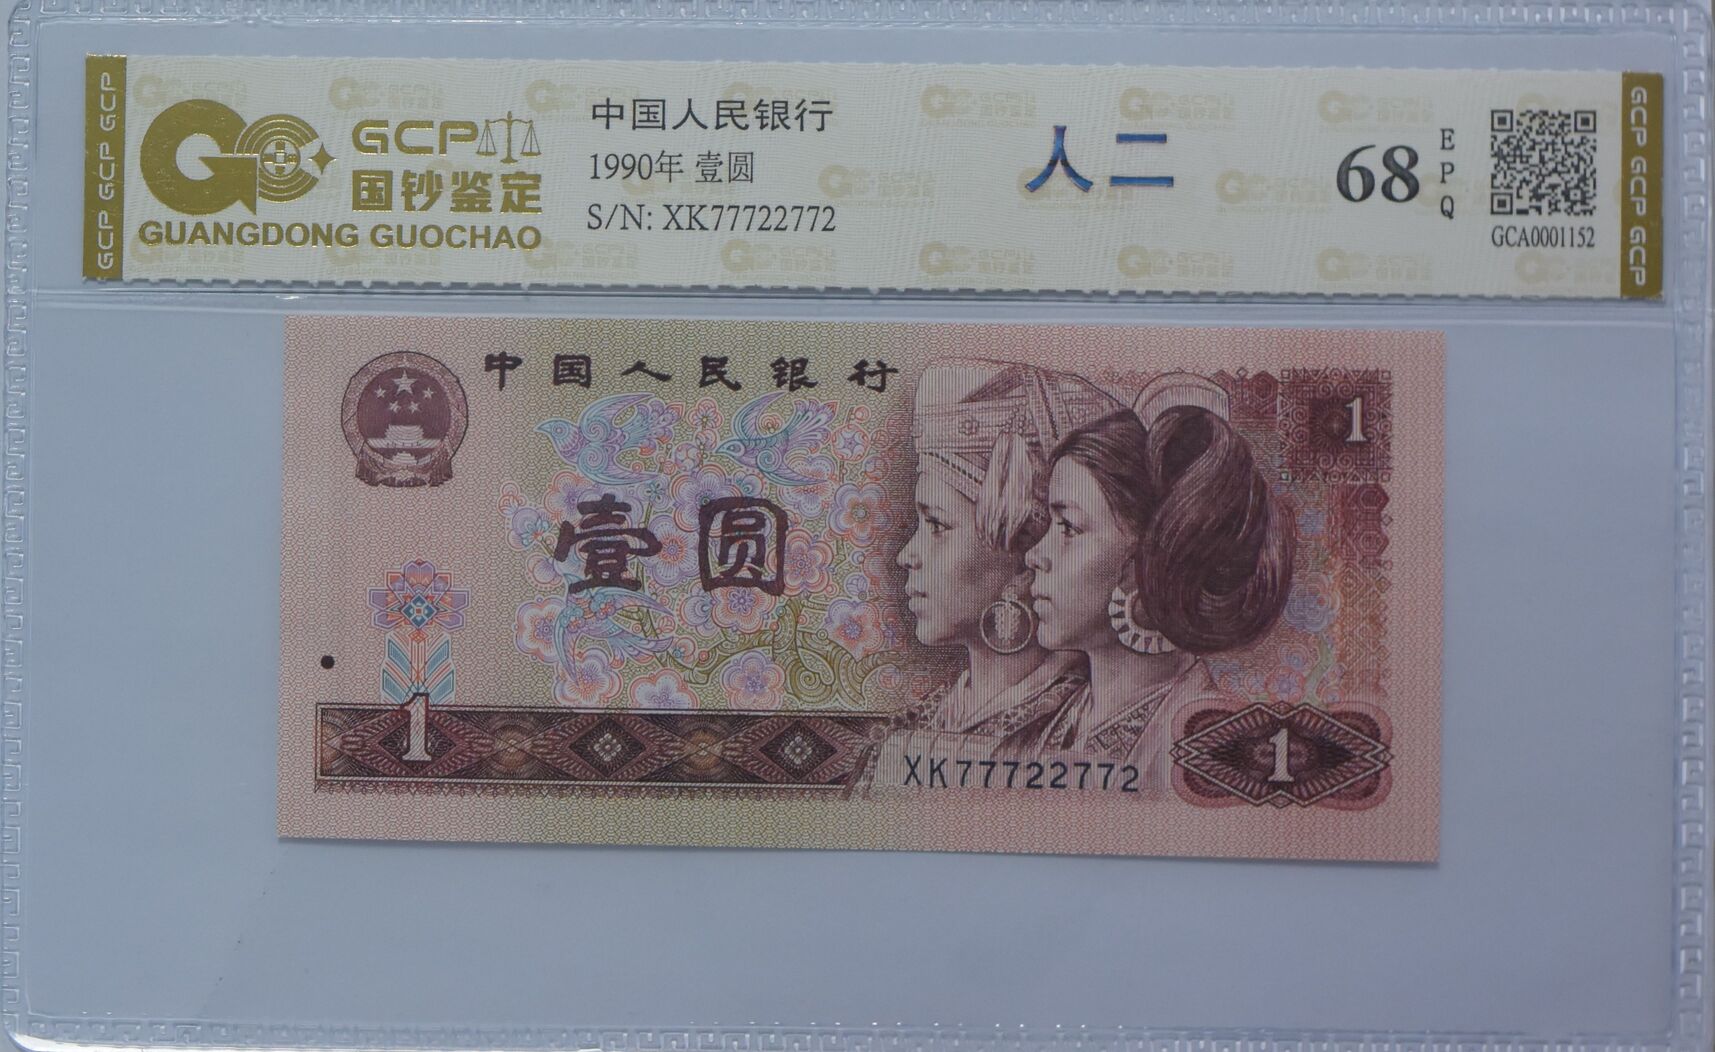 GCP
国钞鉴定
GUANGDONG GUOCHAO
中国人民银行
1990年 壹圆
S/N: XK77722772
人二
68
EPQ
GCA0001152
GCP GCP GCP
GCP GCP GCP
中国人民银行
1
壹圆
1
XK77722772
1